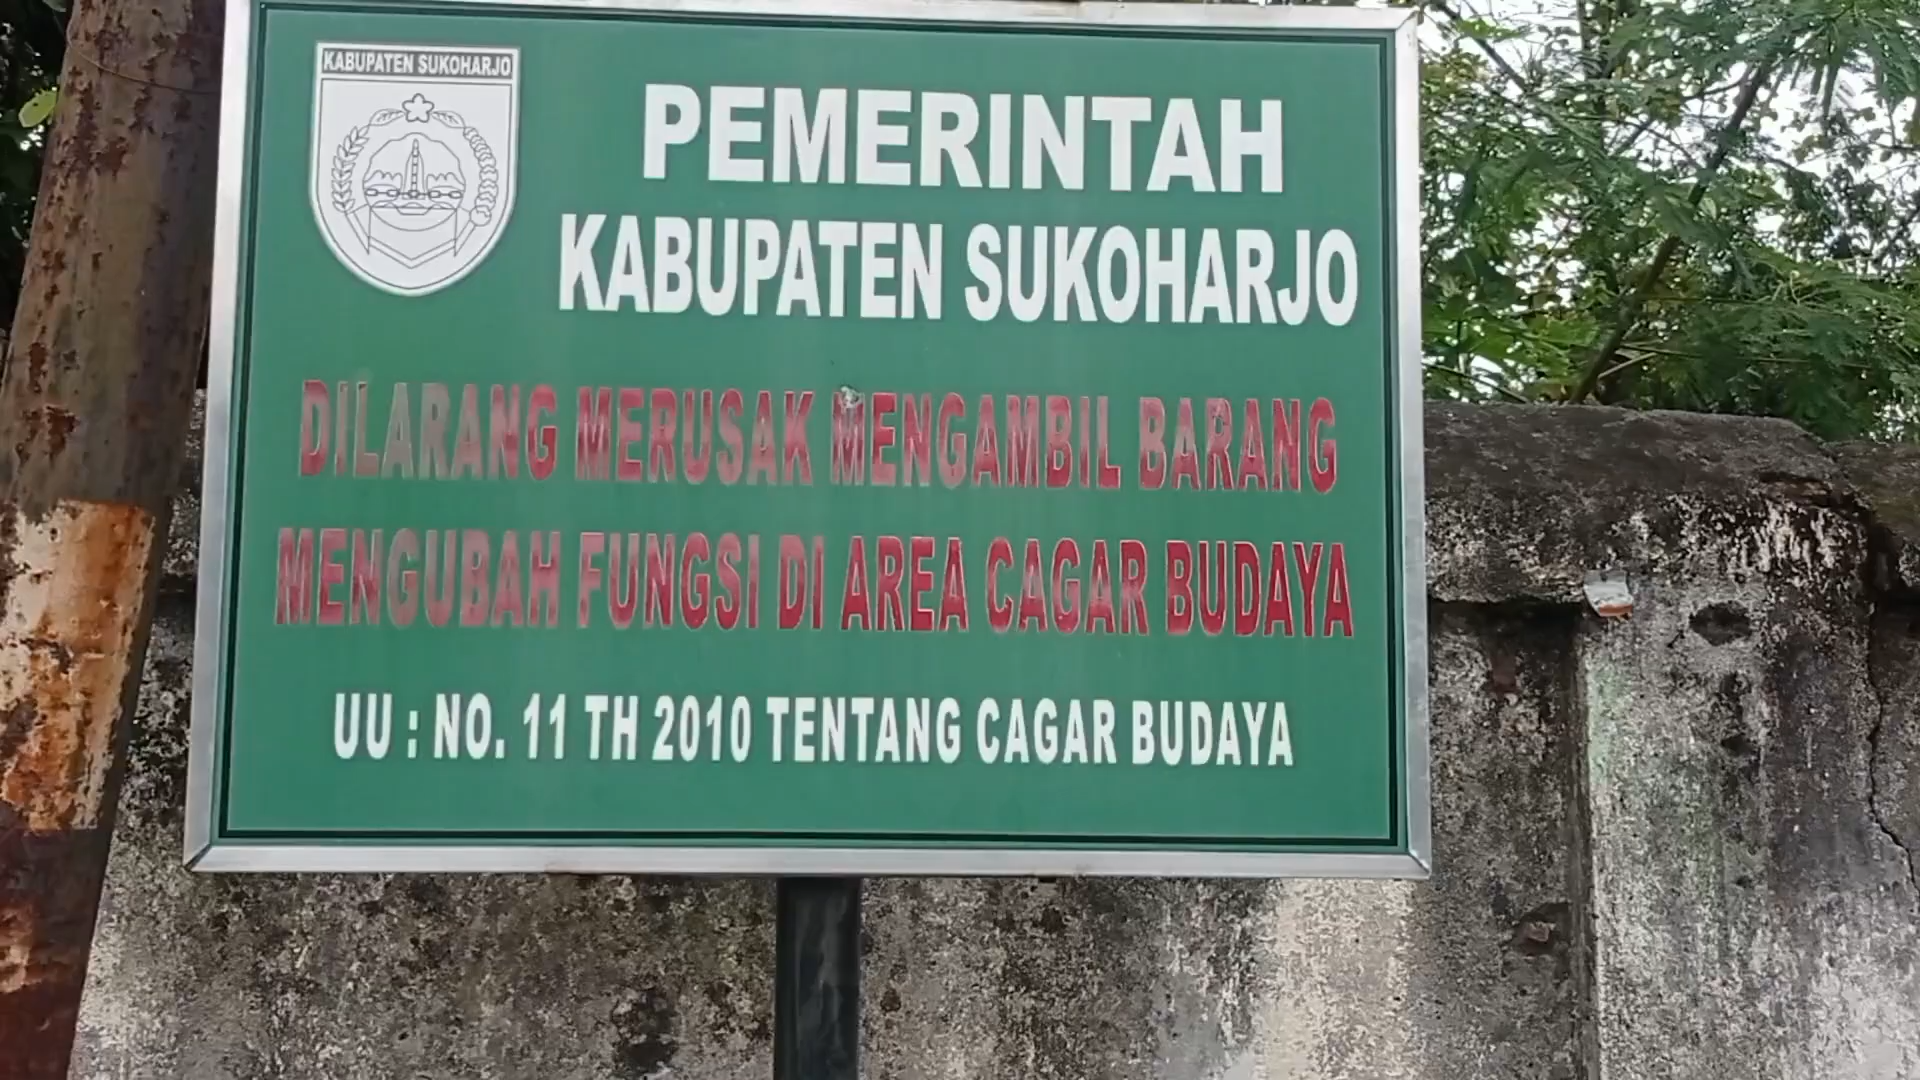 KABUPATEN SUKOHARJO
PEMERINTAH
KABUPATEN SUKOHARJO
DILARANG MERUSAK MENGAMBIL BARANG
MENGUBAH FUNGSI DI AREA CAGAR BUDAYA
UU : NO. 11 TH 2010 TENTANG CAGAR BUDAYA